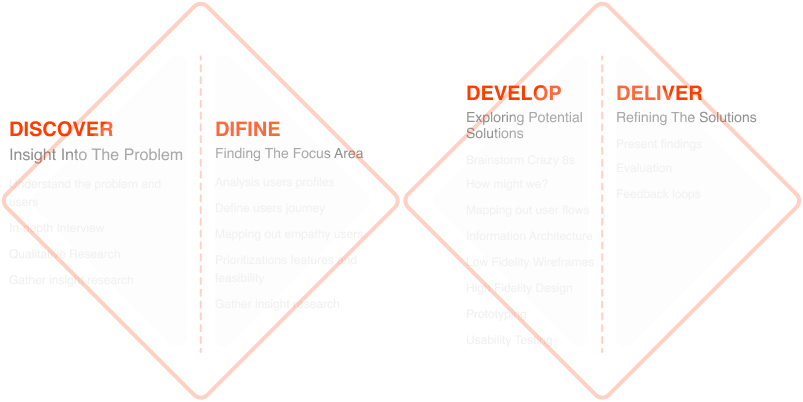 DISCOVER
Insight Into The Problem
Understand the problem and
users
In-depth Interview
Qualitative Research
Gather insight research
DIFINE
Finding The Focus Area
Analysis users profiles
Define users journey
Mapping out empathy users
Prioritizations features and
feasibility
Gather insight research
DEVELOP
Exploring Potential
Solutions
Brainstorm Crazy 8s
How might we?
Mapping out user flows
Information Architecture
Low Fidelity Wireframes
High Fidelity Design
Prototyping
Usability Testing
DELIVER
Refining The Solutions
Present findings
Evaluation
Feedback loops